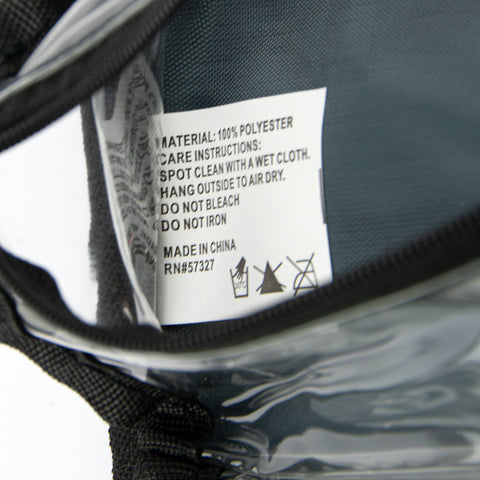 MATERIAL: 100% POLYESTER
CARE INSTRUCTIONS:
SPOT CLEAN WITH A WET CLOTH.
HANG OUTSIDE TO AIR DRY.
DO NOT BLEACH
DO NOT IRON
MADE IN CHINA
RN#57327